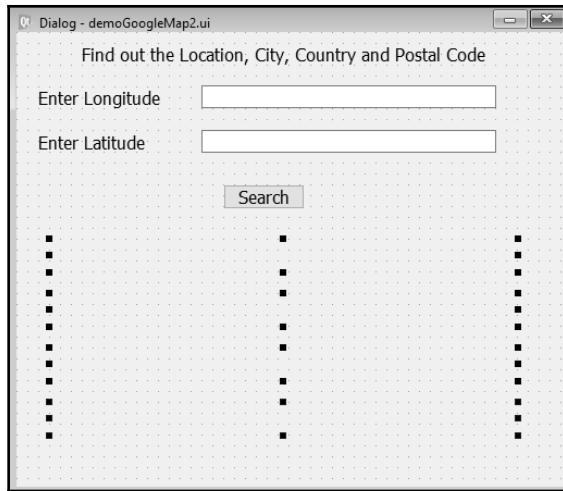 Dialog - demoGoogleMap2.ui
Find out the Location, City, Country and Postal Code
Enter Longitude
Enter Latitude
Search